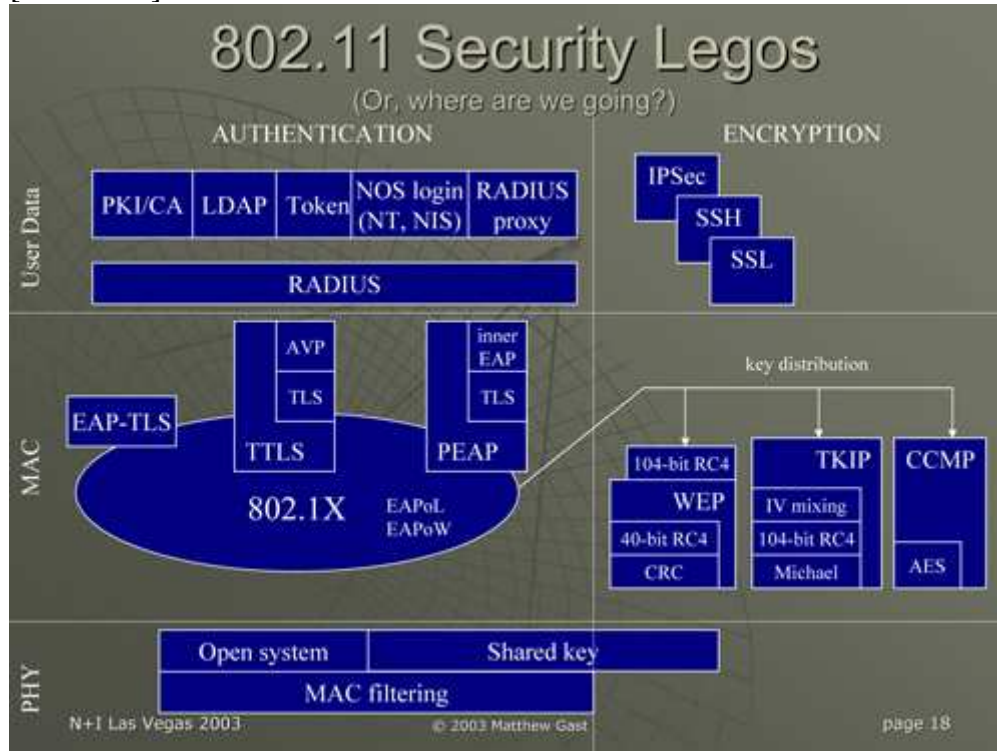 802.11 Security Legos
(Or, where are we going?)
AUTHENTICATION
ENCRYPTION
User Data
PKI/CA
LDAP
Token
NOS login
(NT, NIS)
RADIUS
proxy
RADIUS
IPSec
SSH
SSL
MAC
EAP-TLS
AVP
TLS
TTLS
inner
EAP
TLS
PEAP
802.1X
EAPoL
EAPoW
key distribution
104-bit RC4
WEP
40-bit RC4
CRC
TKIP
IV mixing
104-bit RC4
Michael
CCMP
AES
PHY
Open system
Shared key
MAC filtering
N+I Las Vegas 2003
© 2003 Matthew Gast
page 18